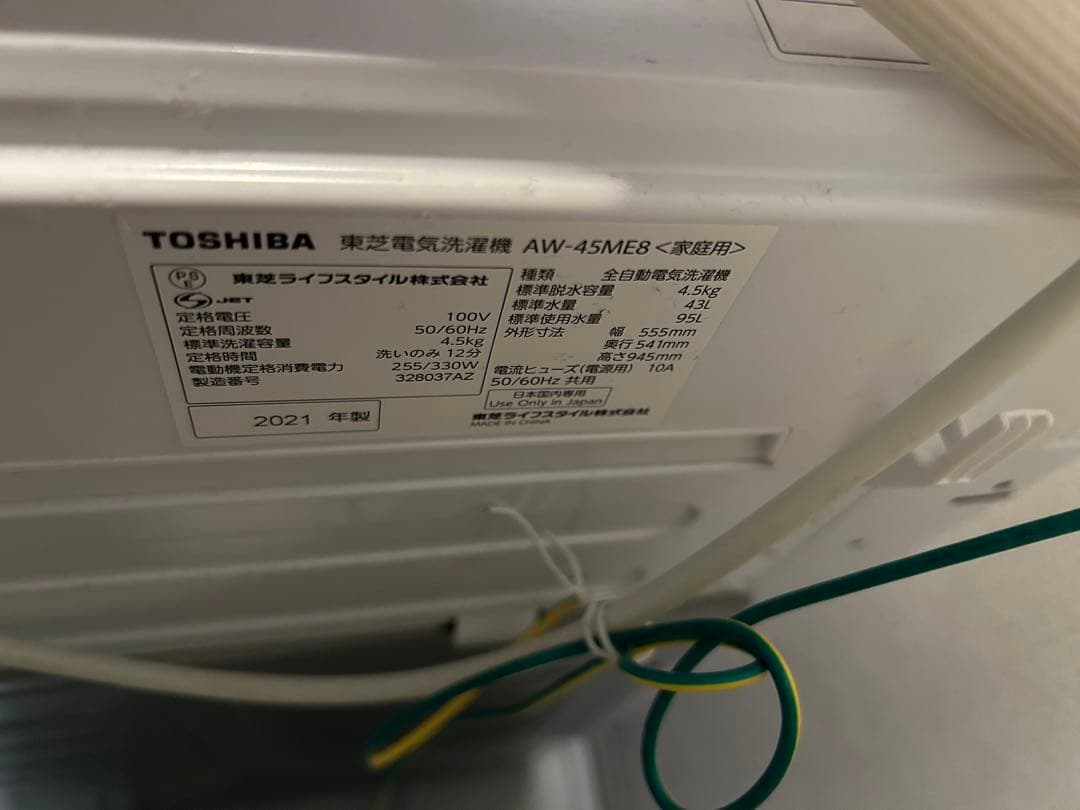 TOSHIBA 東芝電気洗濯機 AW-45ME8<家庭用>
PSE 東芝ライフスタイル株式会社
JET
定格電圧 100V
定格周波数 50/60Hz
標準洗濯容量 4.5kg
定格時間 洗いのみ 12分
電動機定格消費電力 255/330W
製造番号 328037AZ
2021 年製
種類 全自動電気洗濯機
標準脱水容量 4.5kg
標準水量 43L
標準使用水量 95L
外形寸法 幅 555mm
奥行 541mm
高さ 945mm
電流ヒューズ(電源用) 10A
50/60Hz 共用
日本国内専用
Use Only in Japan
東芝ライフスタイル株式会社
MADE IN CHINA